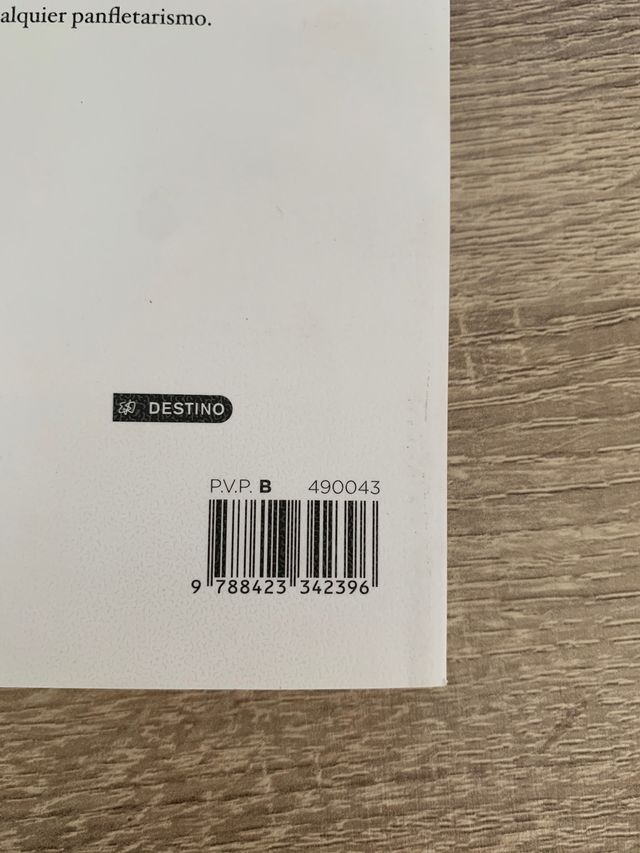 alquier panfletarismo.
DESTINO
P.V.P. B 490043
9 788423 342396